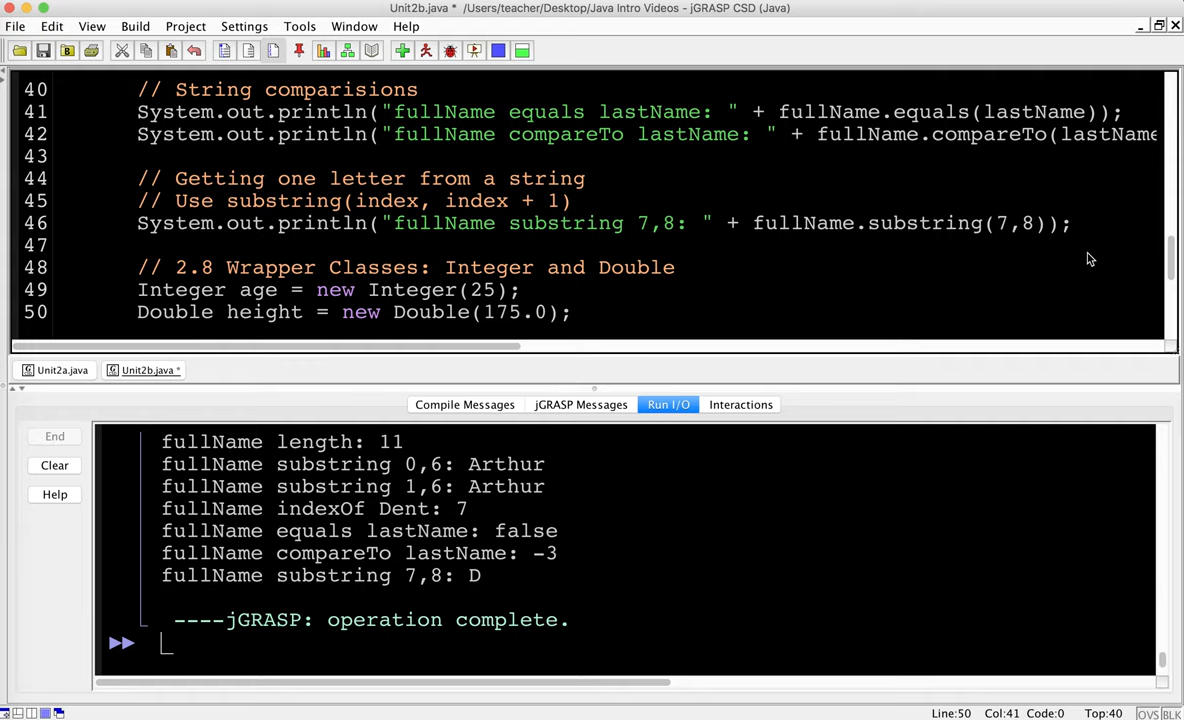 Unit2b.java * /Users/teacher/Desktop/Java Intro Videos - jGRASP CSD (Java)
File Edit View Build Project Settings Tools Window Help
40 // String comparisions
41 System.out.println("fullName equals lastName: " + fullName.equals(lastName));
42 System.out.println("fullName compareTo lastName: " + fullName.compareTo(lastName
43
44 // Getting one letter from a string
45 // Use substring(index, index + 1)
46 System.out.println("fullName substring 7,8: " + fullName.substring(7,8));
47
48 // 2.8 Wrapper Classes: Integer and Double
49 Integer age = new Integer(25);
50 Double height = new Double(175.0);
Unit2a.java Unit2b.java *
Compile Messages jGRASP Messages Run I/O Interactions
End
Clear
Help
fullName length: 11
fullName substring 0,6: Arthur
fullName substring 1,6: Arthur
fullName indexOf Dent: 7
fullName equals lastName: false
fullName compareTo lastName: -3
fullName substring 7,8: D
----jGRASP: operation complete.
Line:50 Col:41 Code:0 Top:40 OVS BLK